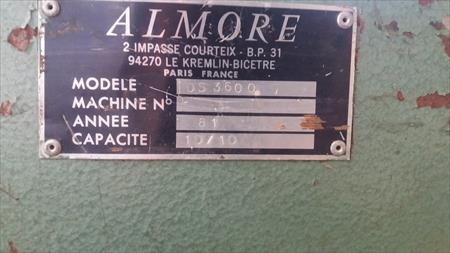 ALMORE
2 IMPASSE COURTEIX - B.P. 31
94270 LE KREMLIN-BICETRE
PARIS FRANCE
MODELE DS 3600
MACHINE No
ANNEE 81
CAPACITE 10/10